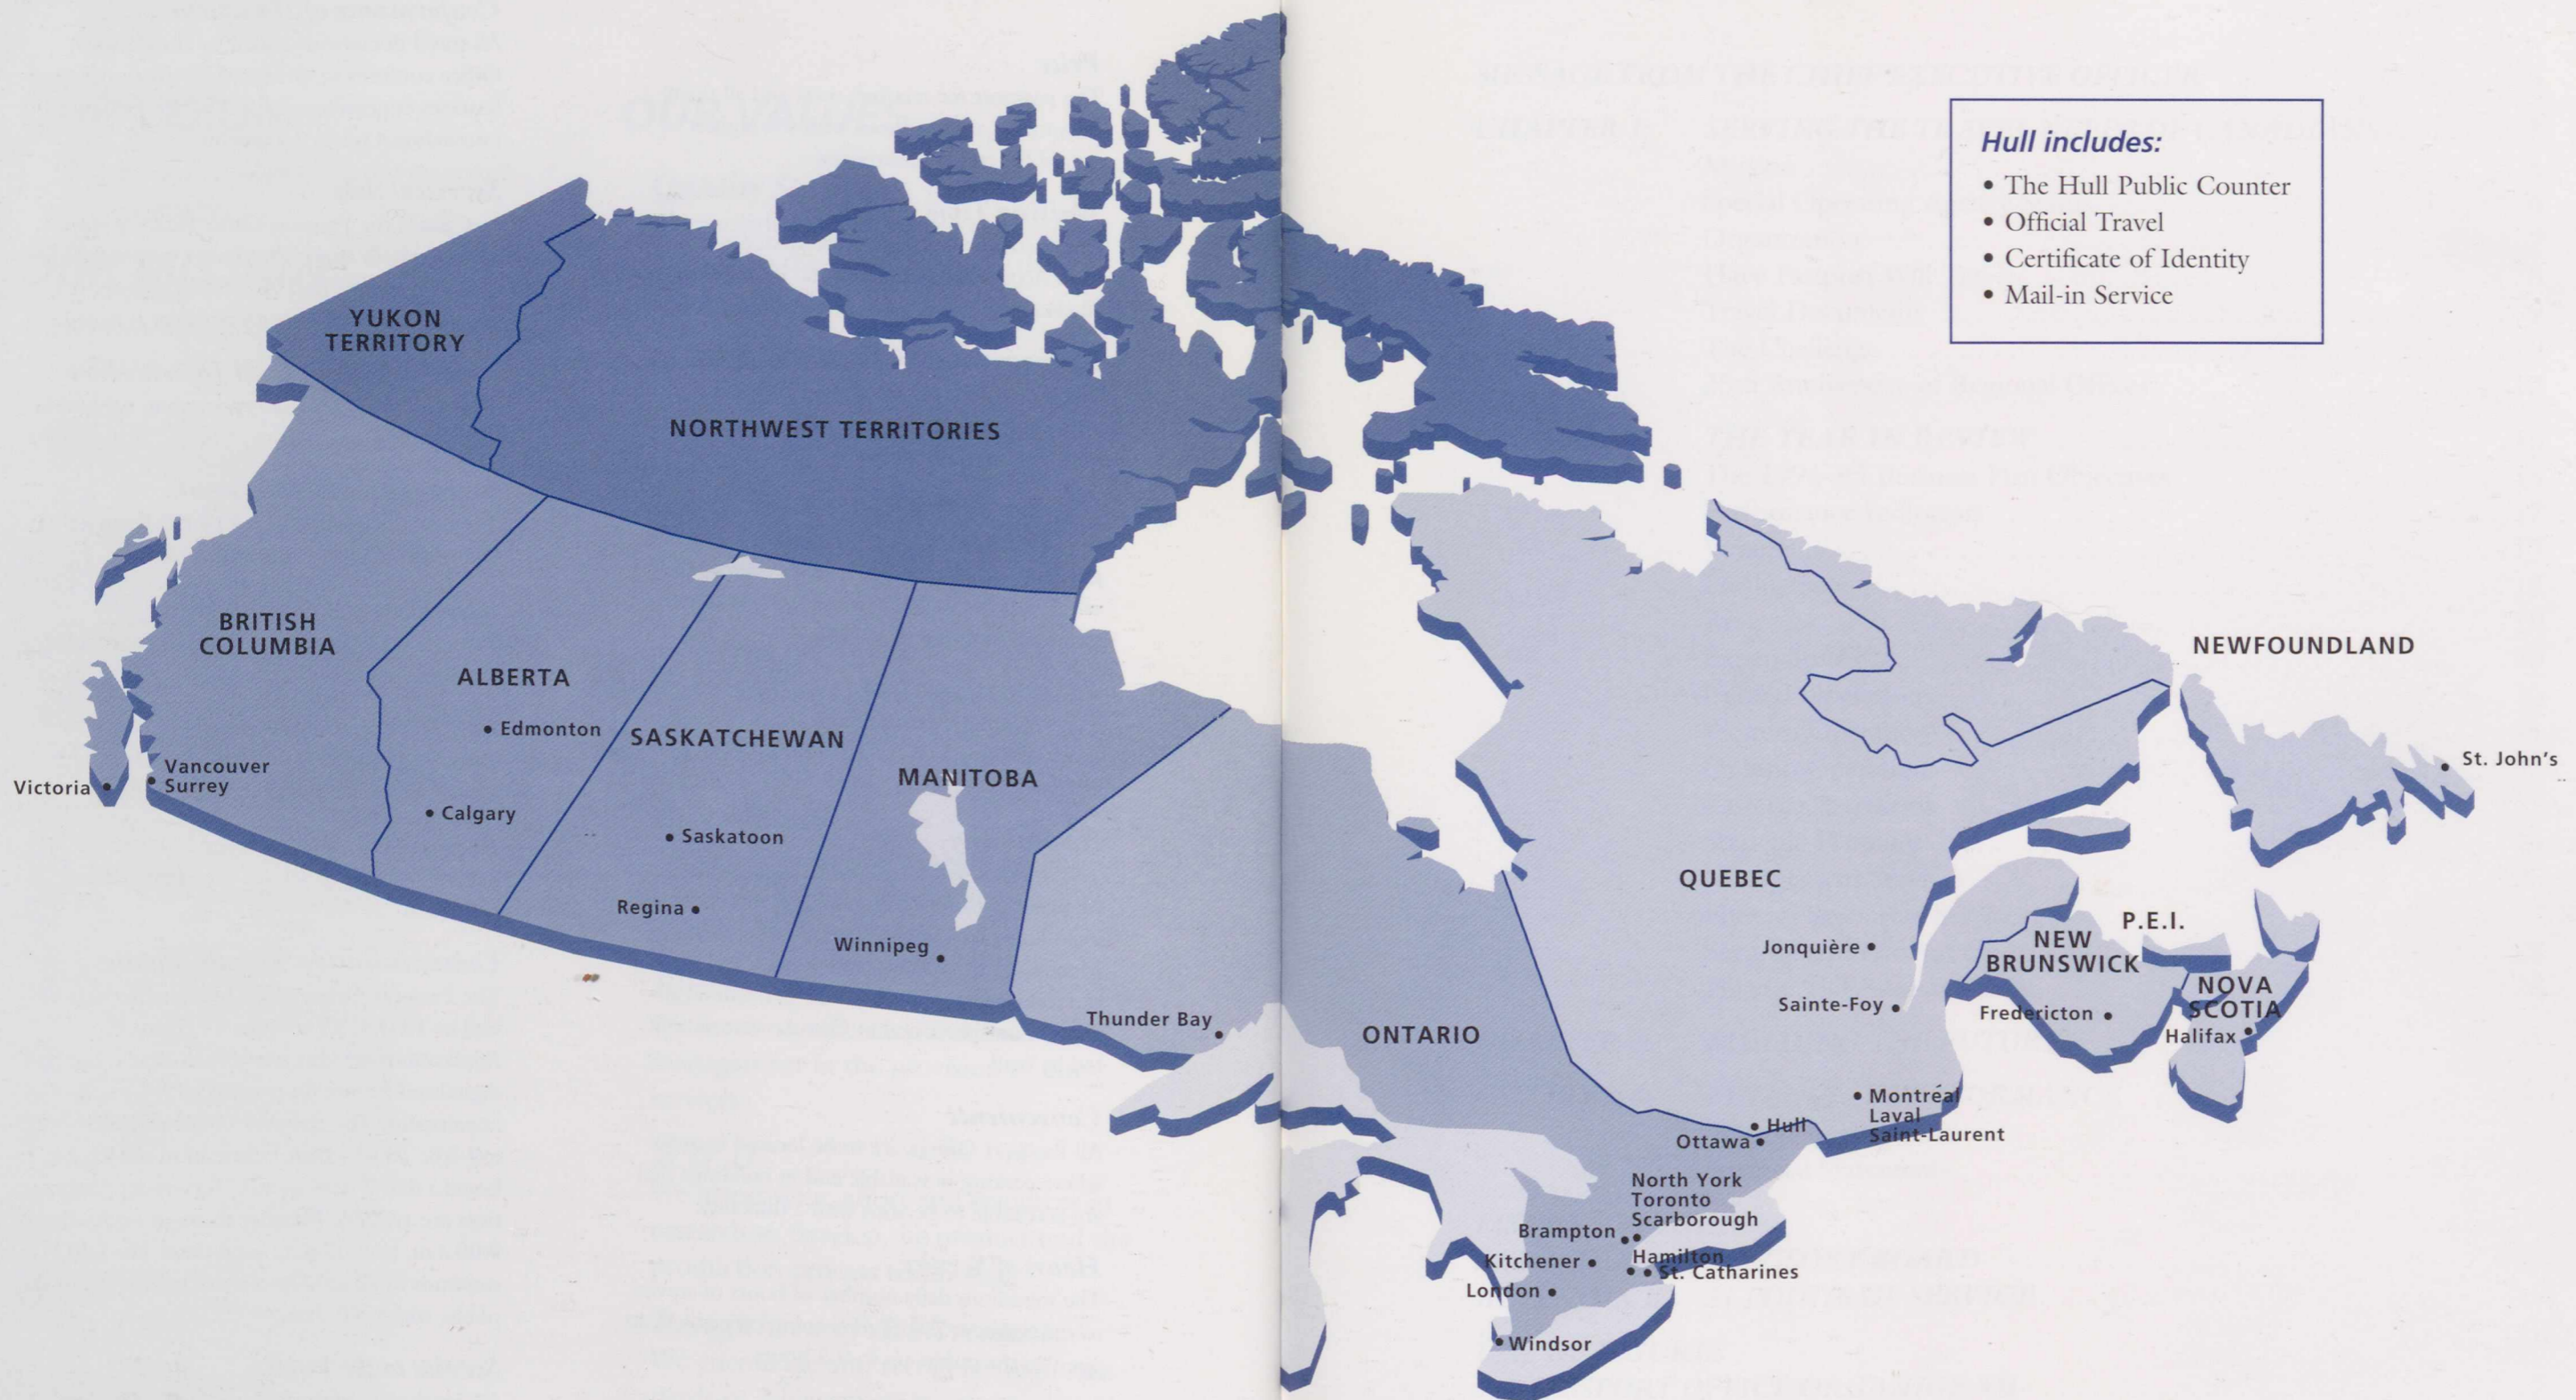 Hull includes:
• The Hull Public Counter
• Official Travel
• Certificate of Identity
• Mail-in Service
YUKON
TERRITORY
NORTHWEST TERRITORIES
BRITISH
COLUMBIA
ALBERTA
Edmonton
SASKATCHEWAN
MANITOBA
Victoria
Vancouver
Surrey
Calgary
Saskatoon
Regina
Winnipeg
Thunder Bay
ONTARIO
QUEBEC
NEWFOUNDLAND
St. John's
P.E.I.
NEW
BRUNSWICK
NOVA
SCOTIA
Jonquière
Sainte-Foy
Fredericton
Halifax
Montréal
Laval
Saint-Laurent
Hull
Ottawa
North York
Toronto
Scarborough
Brampton
Hamilton
Kitchener
St. Catharines
London
Windsor